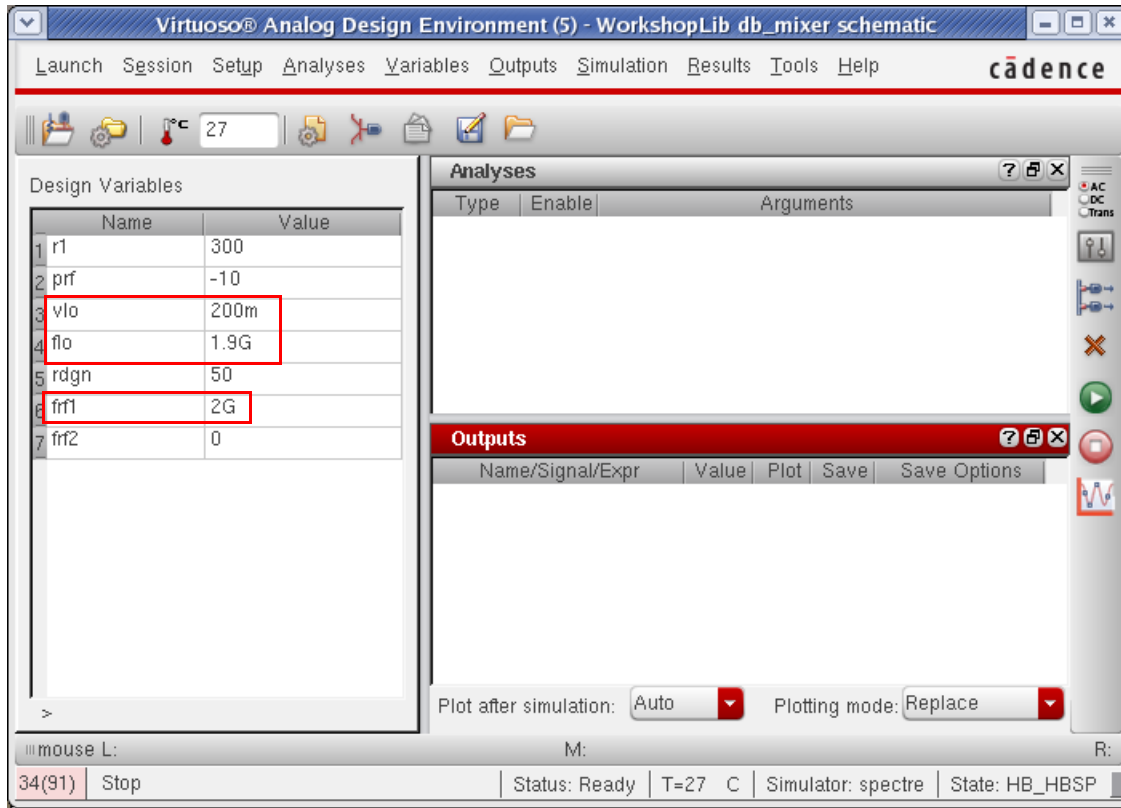 Virtuoso® Analog Design Environment (5) - WorkshopLib db_mixer schematic
Launch Session Setup Analyses Variables Outputs Simulation Results Tools Help cādence
°C 27
Design Variables
Name Value
1 r1 300
2 prf -10
3 vlo 200m
4 flo 1.9G
5 rdgn 50
6 frf1 2G
7 frf2 0
>
Analyses
Type Enable Arguments
AC
DC
Trans
Outputs
Name/Signal/Expr Value Plot Save Save Options
Plot after simulation: Auto Plotting mode: Replace
mouse L: M: R:
34(91) Stop Status: Ready T=27 C Simulator: spectre State: HB_HBSP